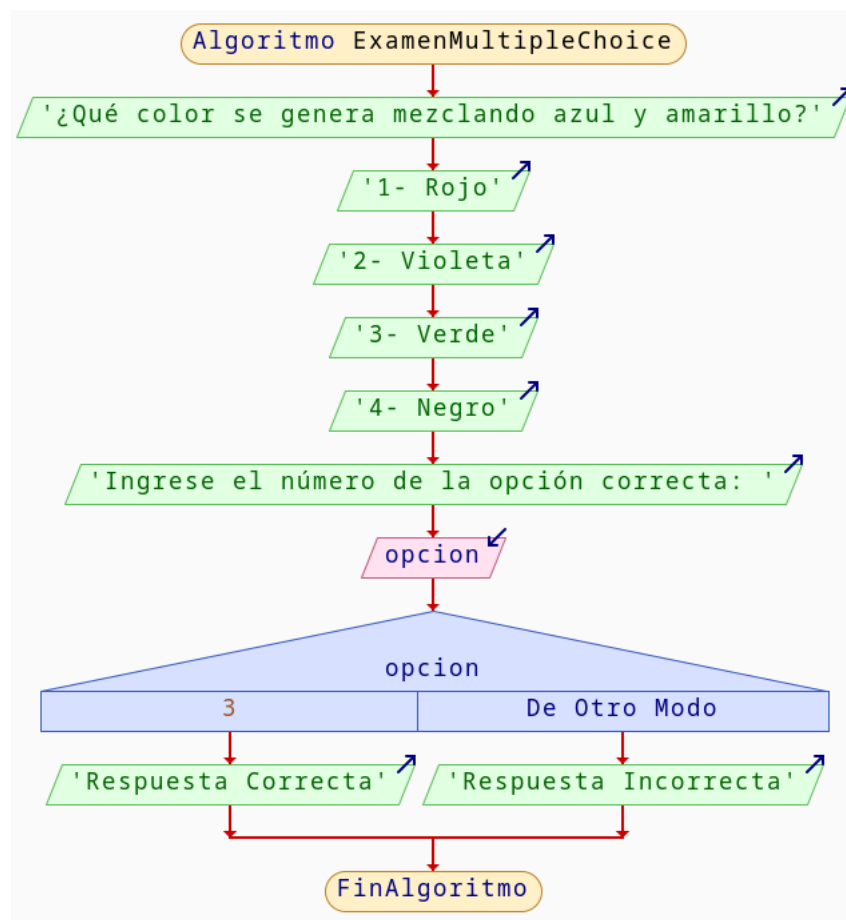 Algoritmo ExamenMultipleChoice
'¿Qué color se genera mezclando azul y amarillo?'
'1- Rojo'
'2- Violeta'
'3- Verde'
'4- Negro'
'Ingrese el número de la opción correcta: '
opcion
opcion
3 De Otro Modo
'Respuesta Correcta' 'Respuesta Incorrecta'
FinAlgoritmo